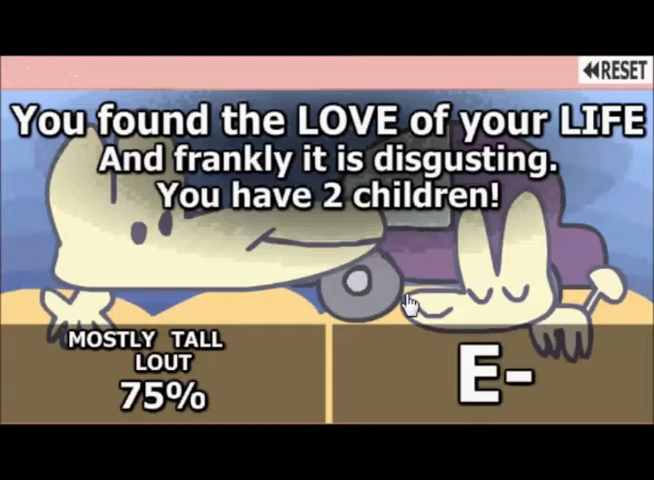 RESET
You found the LOVE of your LIFE
And frankly it is disgusting.
You have 2 children!
MOSTLY TALL
LOUT
75%
E-